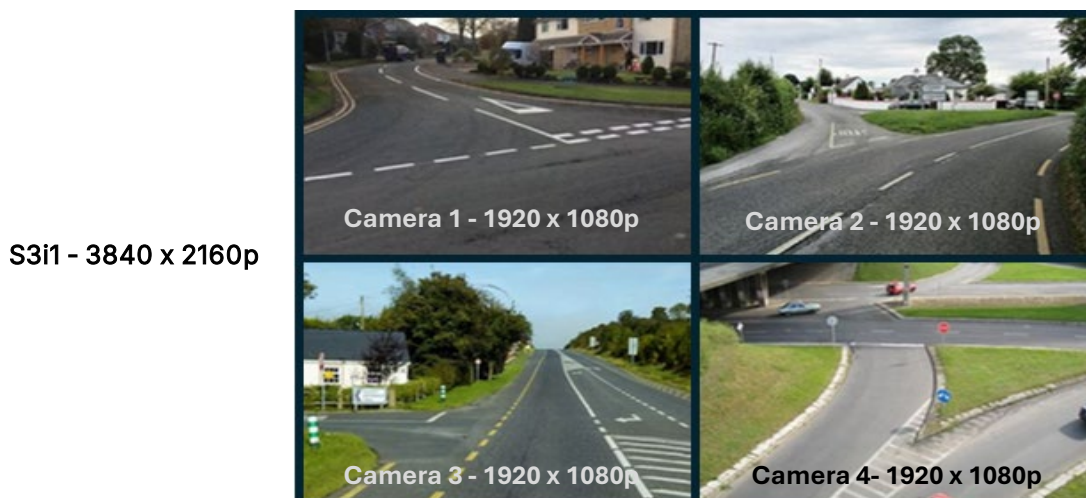 Camera 1 - 1920 x 1080p
Camera 2 - 1920 x 1080p
S3i1 - 3840 x 2160p
Camera 3 - 1920 x 1080p
Camera 4- 1920 x 1080p